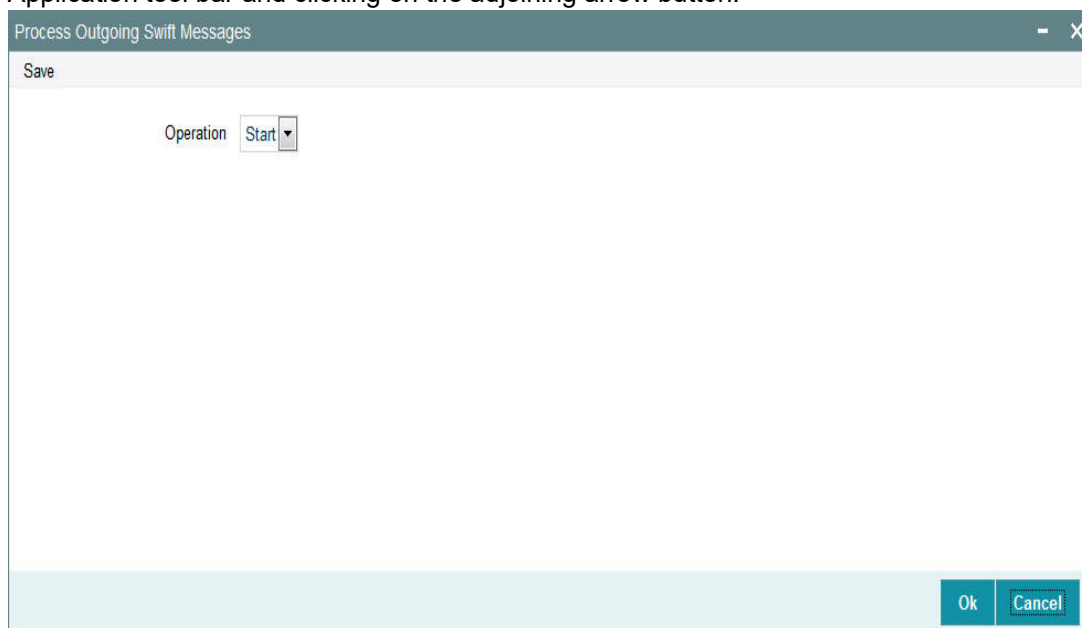 Application tool bar and clicking on the adjoining arrow button.
Process Outgoing Swift Messages - X
Save
Operation Start
Ok Cancel